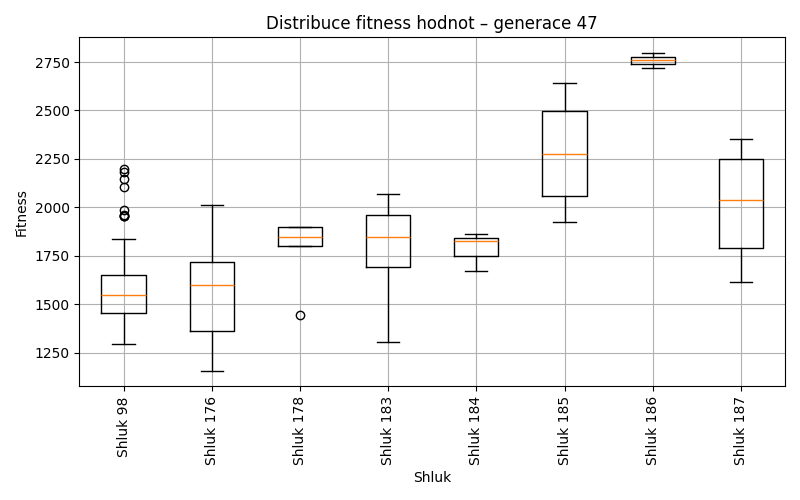 Distribuce fitness hodnot – generace 47
Fitness
2750
2500
2250
2000
1750
1500
1250
Shluk 98
Shluk 176
Shluk 178
Shluk 183
Shluk 184
Shluk 185
Shluk 186
Shluk 187
Shluk